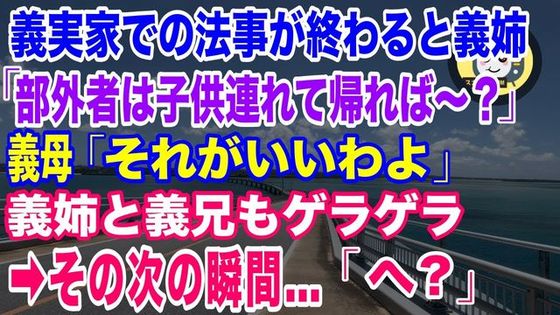 義実家での法事が終わると義姉
「部外者は子供連れて帰れば～？」
義母「それがいいわよ」
義姉と義兄もゲラゲラ
➡その次の瞬間…「へ？」